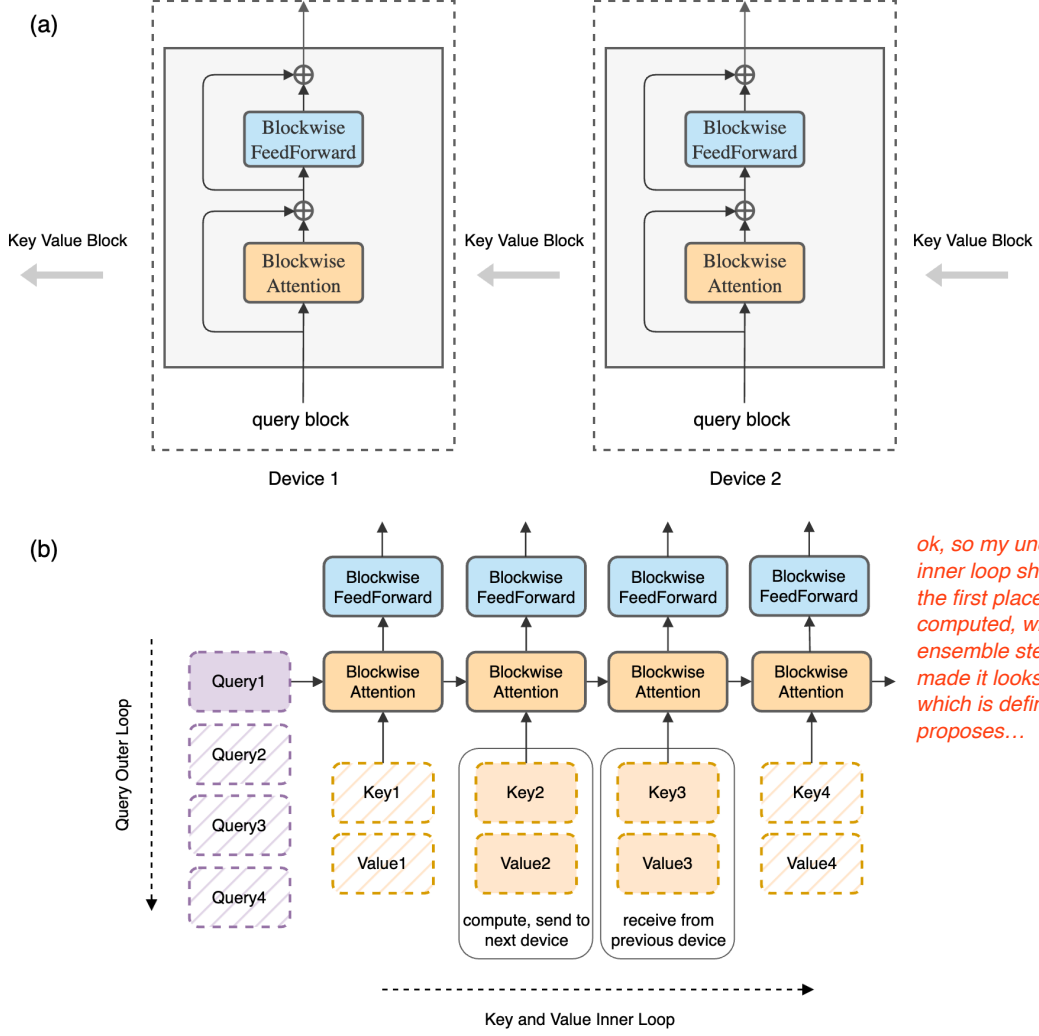 (a)
Blockwise
FeedForward
Blockwise
FeedForward
Key Value Block
Blockwise
Attention
Key Value Block
Blockwise
Attention
Key Value Block
query block
query block
Device 1
Device 2
(b)
Blockwise
FeedForward
Blockwise
FeedForward
Blockwise
FeedForward
Blockwise
FeedForward
Query Outer Loop
Query1
Query2
Query3
Query4
Blockwise
Attention
Blockwise
Attention
Blockwise
Attention
Blockwise
Attention
Key1
Value1
Key2
Value2
compute, send to
next device
Key3
Value3
receive from
previous device
Key4
Value4
Key and Value Inner Loop
ok, so my
inner loop
the first place
computed,
ensemble
made it looks
which is
proposes…